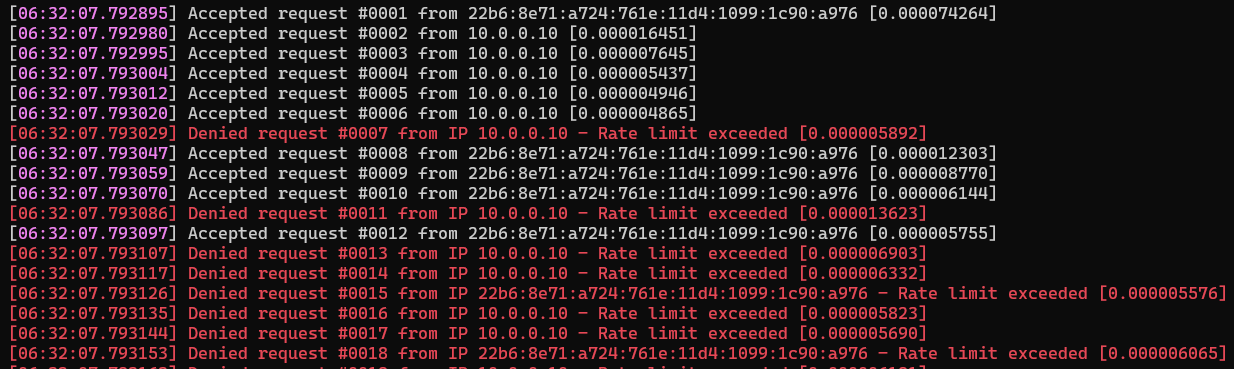 [06:32:07.792895] Accepted request #0001 from 22b6:8e71:a724:761e:11d4:1099:1c90:a976 [0.000074264]
[06:32:07.792980] Accepted request #0002 from 10.0.0.10 [0.000016451]
[06:32:07.792995] Accepted request #0003 from 10.0.0.10 [0.000007645]
[06:32:07.793004] Accepted request #0004 from 10.0.0.10 [0.000005437]
[06:32:07.793012] Accepted request #0005 from 10.0.0.10 [0.000004946]
[06:32:07.793020] Accepted request #0006 from 10.0.0.10 [0.000004865]
[06:32:07.793029] Denied request #0007 from IP 10.0.0.10 – Rate limit exceeded [0.000005892]
[06:32:07.793047] Accepted request #0008 from 22b6:8e71:a724:761e:11d4:1099:1c90:a976 [0.000012303]
[06:32:07.793059] Accepted request #0009 from 22b6:8e71:a724:761e:11d4:1099:1c90:a976 [0.000008770]
[06:32:07.793070] Accepted request #0010 from 22b6:8e71:a724:761e:11d4:1099:1c90:a976 [0.000006144]
[06:32:07.793086] Denied request #0011 from IP 10.0.0.10 – Rate limit exceeded [0.000013623]
[06:32:07.793097] Accepted request #0012 from 22b6:8e71:a724:761e:11d4:1099:1c90:a976 [0.000005755]
[06:32:07.793107] Denied request #0013 from IP 10.0.0.10 – Rate limit exceeded [0.000006903]
[06:32:07.793117] Denied request #0014 from IP 10.0.0.10 – Rate limit exceeded [0.000006332]
[06:32:07.793126] Denied request #0015 from IP 22b6:8e71:a724:761e:11d4:1099:1c90:a976 – Rate limit exceeded [0.000005576]
[06:32:07.793135] Denied request #0016 from IP 10.0.0.10 – Rate limit exceeded [0.000005823]
[06:32:07.793144] Denied request #0017 from IP 10.0.0.10 – Rate limit exceeded [0.000005690]
[06:32:07.793153] Denied request #0018 from IP 22b6:8e71:a724:761e:11d4:1099:1c90:a976 – Rate limit exceeded [0.000006065]